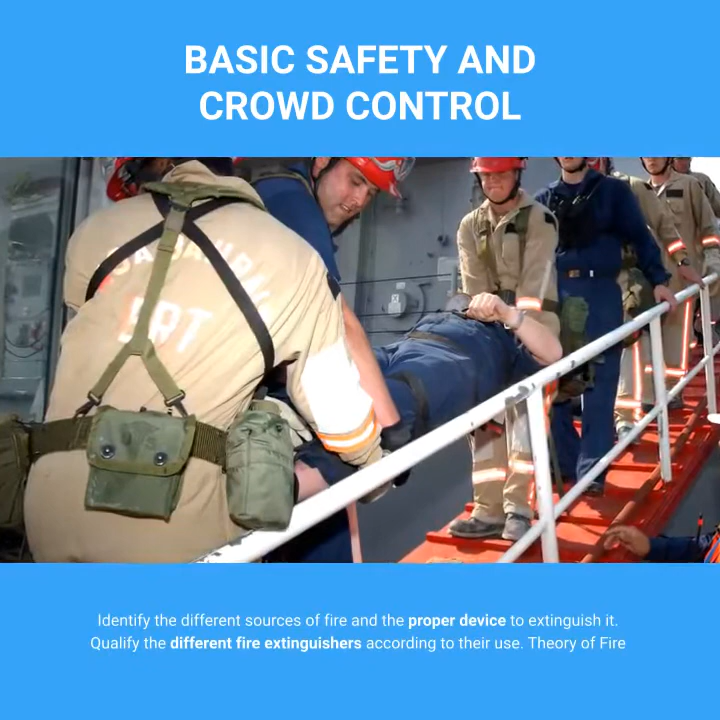 BASIC SAFETY AND
CROWD CONTROL
SRT
Identify the different sources of fire and the proper device to extinguish it.
Qualify the different fire extinguishers according to their use. Theory of Fire